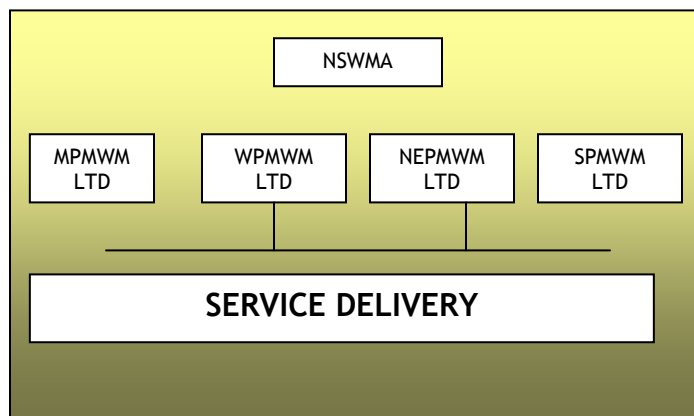 NSWMA
MPMWM
LTD
WPMWM
LTD
NEPMWM
LTD
SPMWM
LTD
SERVICE DELIVERY